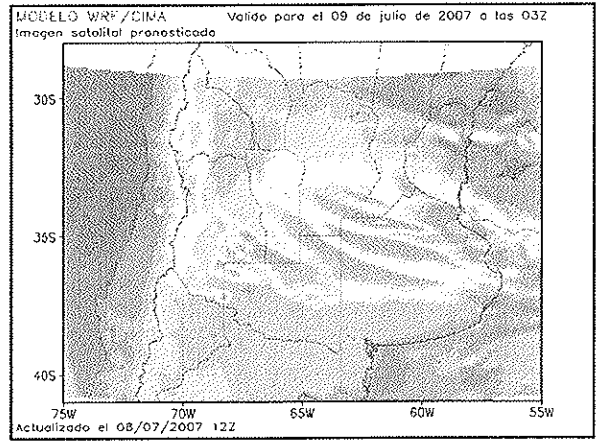 MODELO WRF/CIMA Valido para el 09 de julio de 2007 a las 03Z
Imagen satelital pronosticada
30S
35S
40S
75W 70W 65W 60W 55W
Actualizado el 08/07/2007 12Z